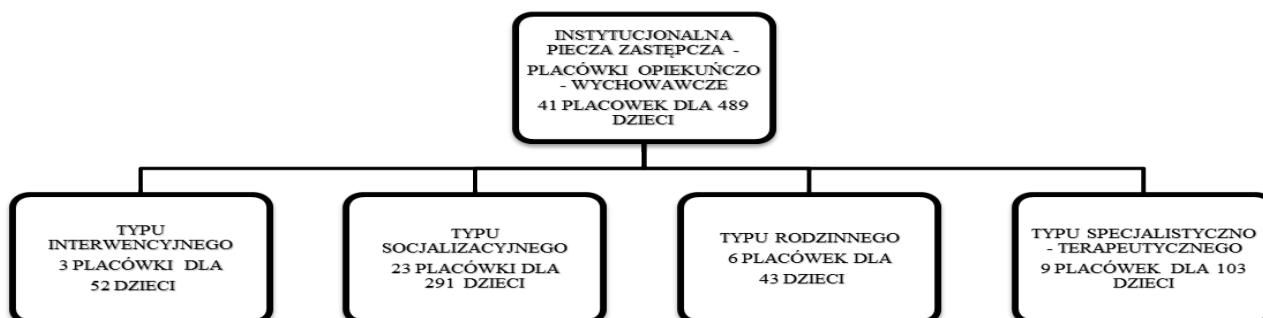 INSTYTUCJONALNA
PIECZA ZASTĘPCZA -
PLACÓWKI OPIEKUŃCZO
- WYCHOWAWCZE
41 PLACOWEK DLA 489
DZIECI
TYPU
INTERWENCYJNEGO
3 PLACÓWKI DLA
52 DZIECI
TYPU
SOCJALIZACYJNEGO
23 PLACÓWKI DLA
291 DZIECI
TYPU RODZINNEGO
6 PLACÓWEK DLA
43 DZIECI
TYPU SPECJALISTYCZNO
- TERAPEUTYCZNEGO
9 PLACÓWEK DLA 103
DZIECI